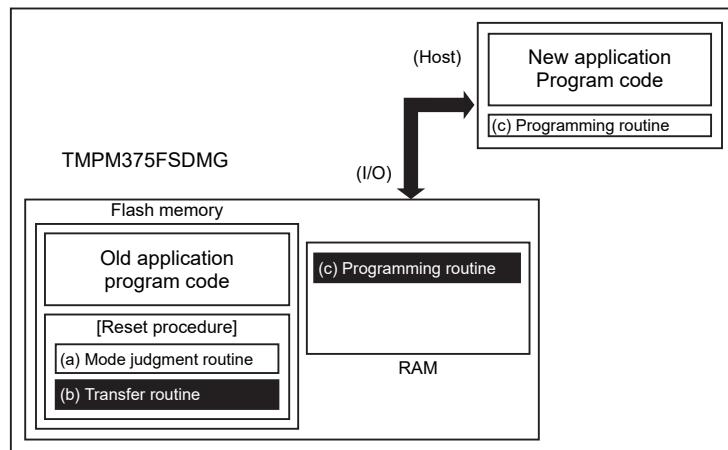 (Host)
New application
Program code
(c) Programming routine
TMPM375FSDMG
(I/O)
Flash memory
Old application
program code
(c) Programming routine
[Reset procedure]
(a) Mode judgment routine
RAM
(b) Transfer routine